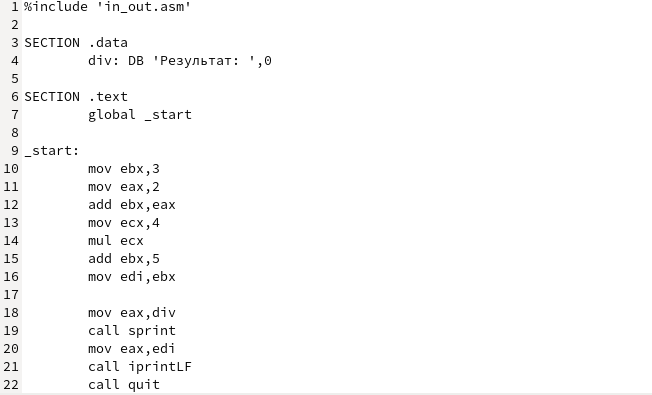 1 %include 'in_out.asm'
2
3 SECTION .data
4         div: DB 'Результат: ',0
5
6 SECTION .text
7         global _start
8
9 _start:
10         mov ebx,3
11         mov eax,2
12         add ebx,eax
13         mov ecx,4
14         mul ecx
15         add ebx,5
16         mov edi,ebx
17
18         mov eax,div
19         call sprint
20         mov eax,edi
21         call iprintLF
22         call quit